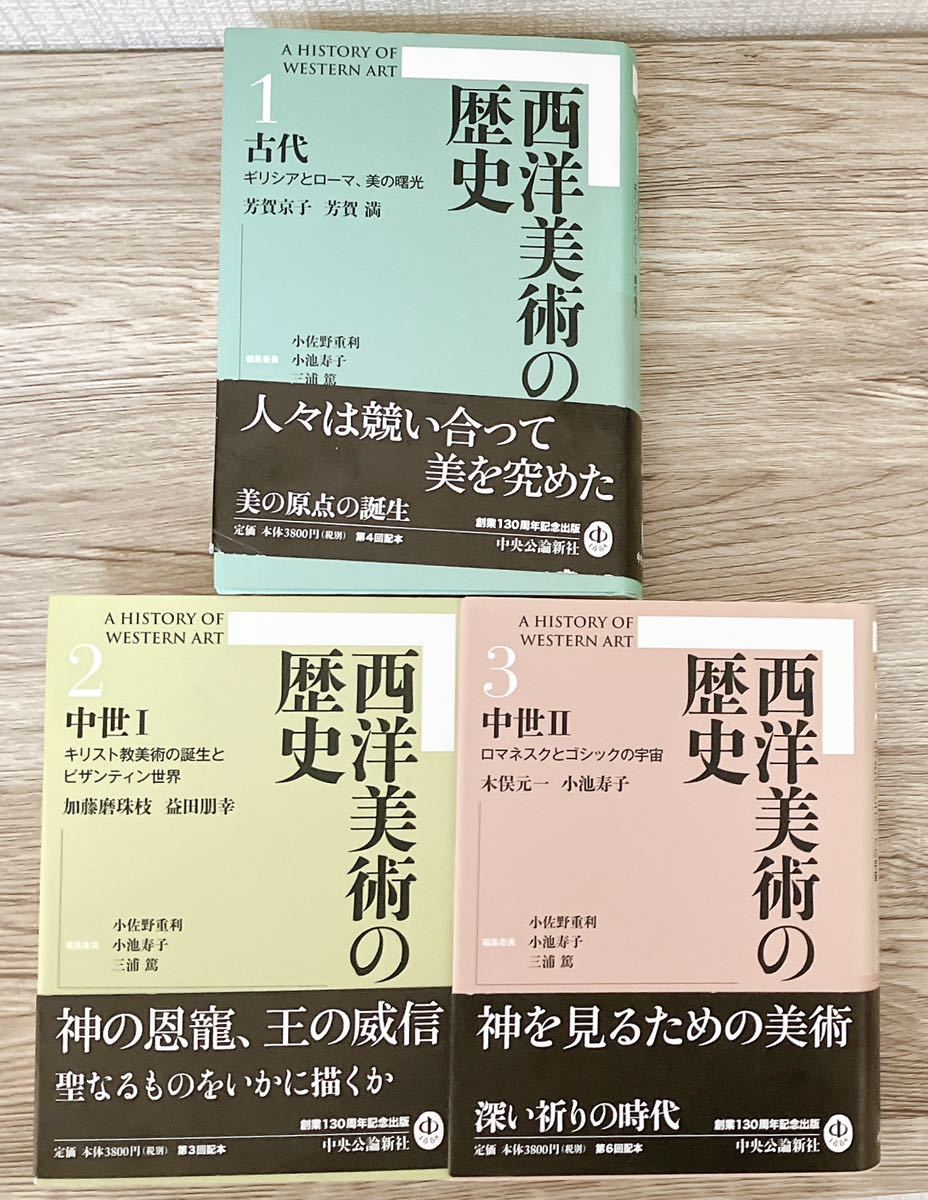 A HISTORY OF
WESTERN ART
西洋美術の
歴史
1
古代
ギリシアとローマ、美の曙光
芳賀京子 芳賀 満
編集委員
小佐野重利
小池寿子
三浦 篤
人々は競い合って
美を究めた
美の原点の誕生
創業130周年記念出版
定価 本体3800円(税別) 第4回配本
中央公論新社
A HISTORY OF
WESTERN ART
西洋美術の
歴史
2
中世I
キリスト教美術の誕生と
ビザンティン世界
加藤磨珠枝 益田朋幸
編集委員
小佐野重利
小池寿子
三浦 篤
神の恩寵、王の威信
聖なるものをいかに描くか
創業130周年記念出版
定価 本体3800円(税別) 第3回配本
中央公論新社
A HISTORY OF
WESTERN ART
西洋美術の
歴史
3
中世II
ロマネスクとゴシックの宇宙
木俣元一 小池寿子
編集委員
小佐野重利
小池寿子
三浦 篤
神を見るための美術
深い祈りの時代
創業130周年記念出版
定価 本体3800円(税別) 第6回配本
中央公論新社